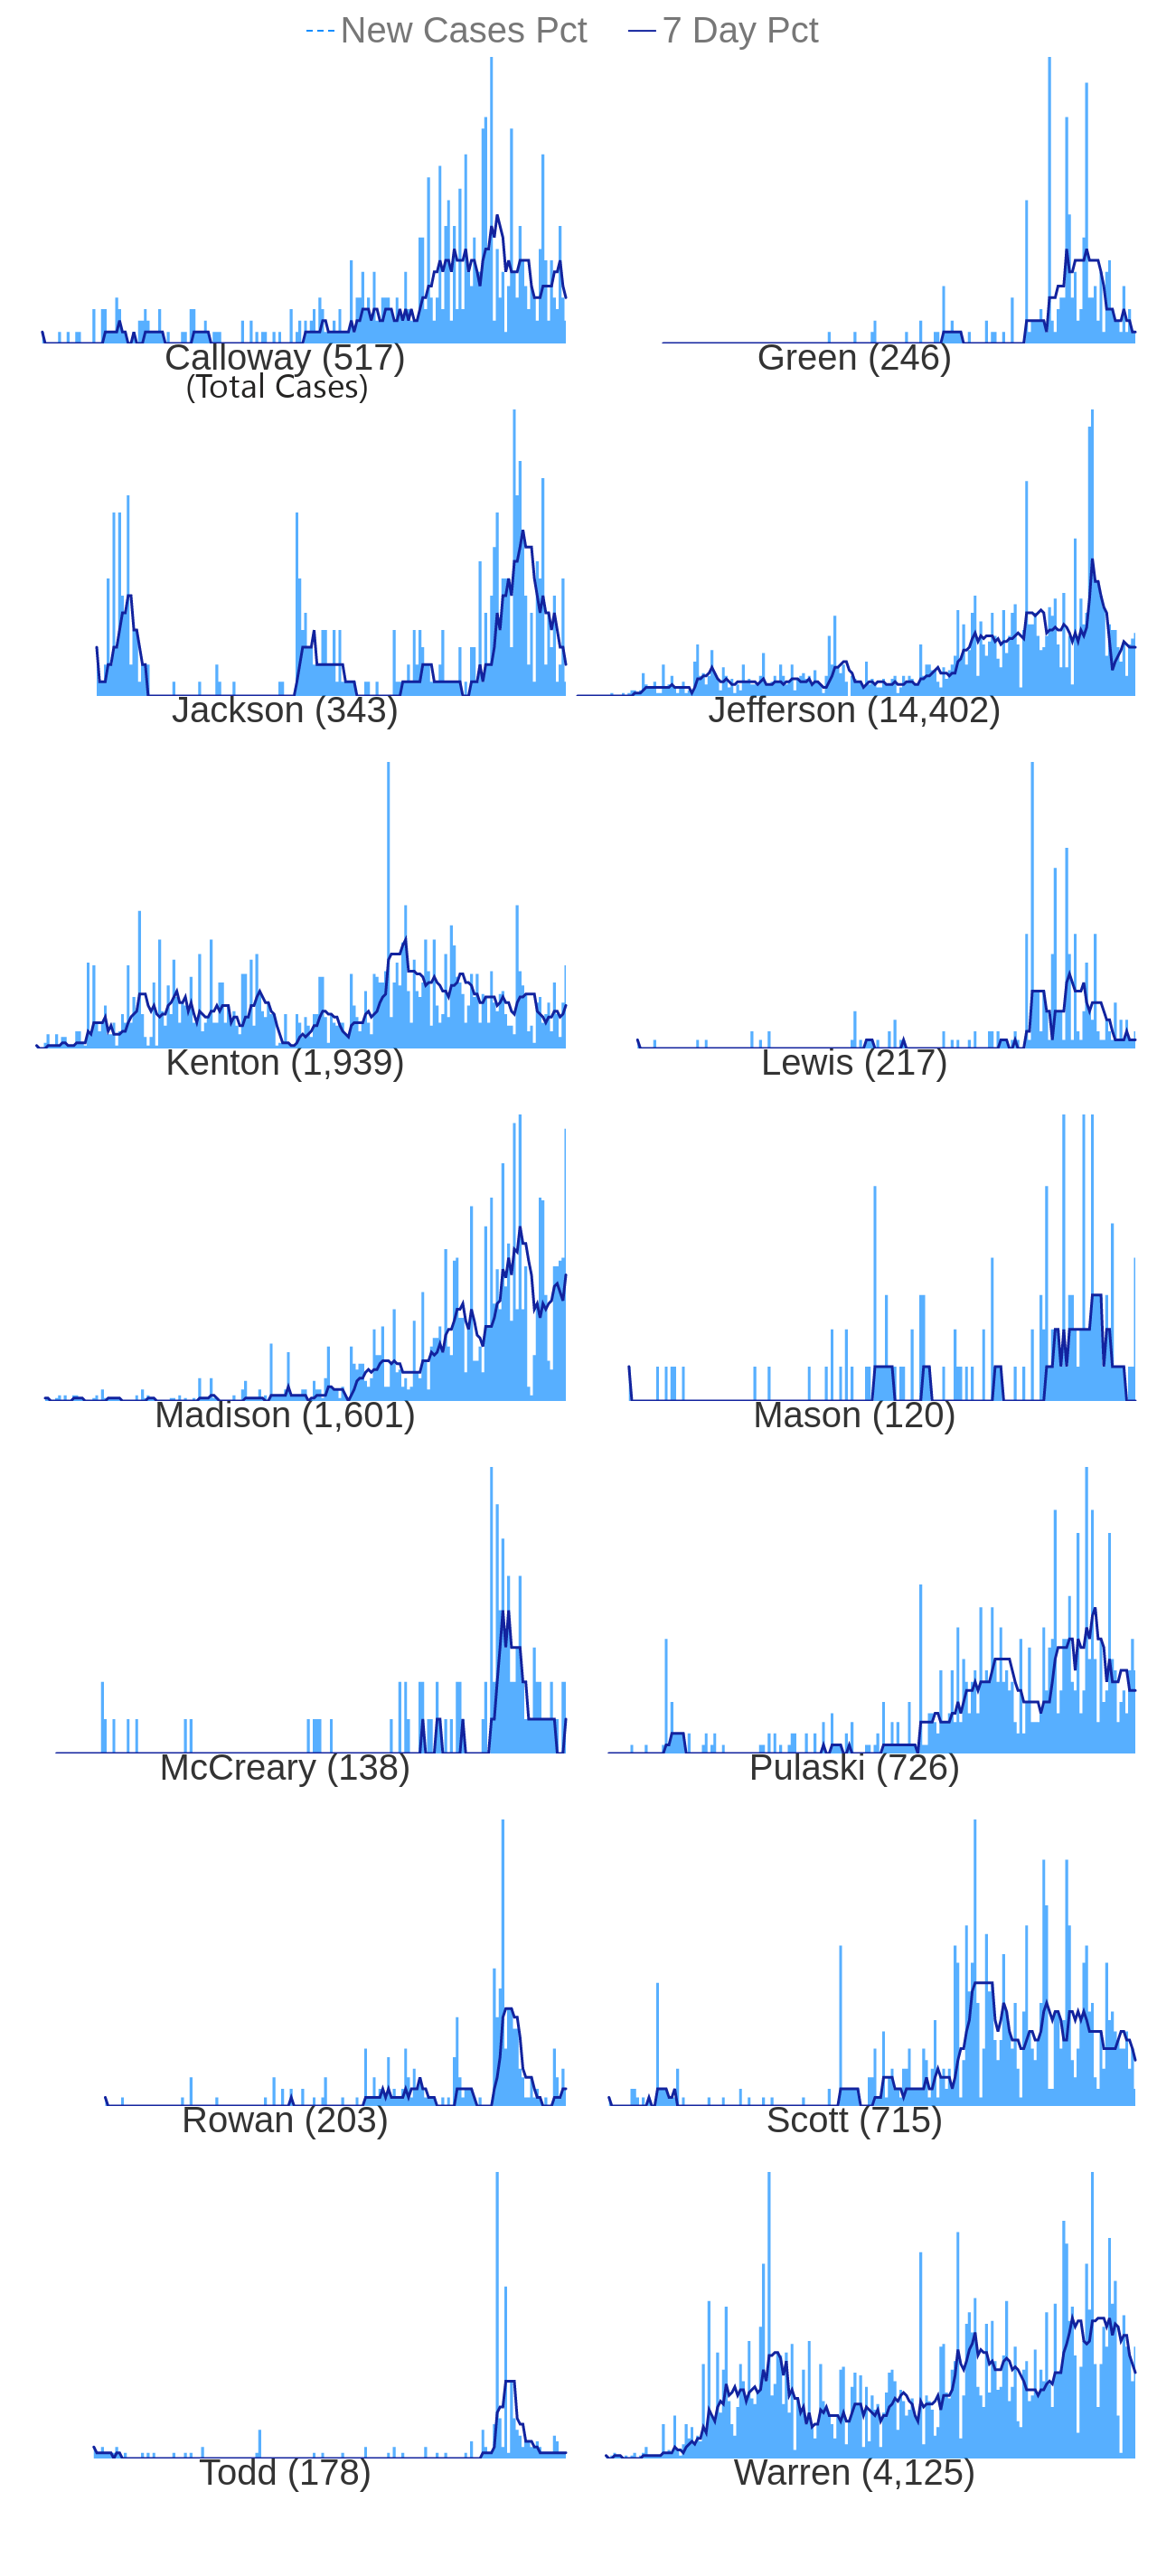 New Cases Pct 7 Day Pct
Calloway (517) Green (246)
(Total Cases)
Jackson (343) Jefferson (14,402)
Kenton (1,939) Lewis (217)
Madison (1,601) Mason (120)
McCreary (138) Pulaski (726)
Rowan (203) Scott (715)
Todd (178) Warren (4,125)